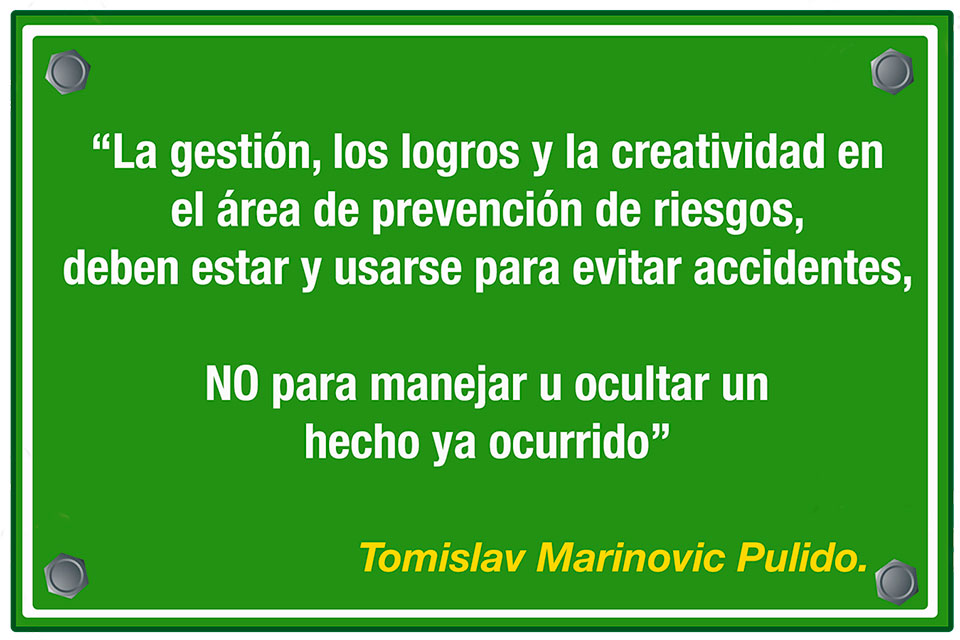 “La gestión, los logros y la creatividad en
el área de prevención de riesgos,
deben estar y usarse para evitar accidentes,
NO para manejar u ocultar un
hecho ya ocurrido”
Tomislav Marinovic Pulido.